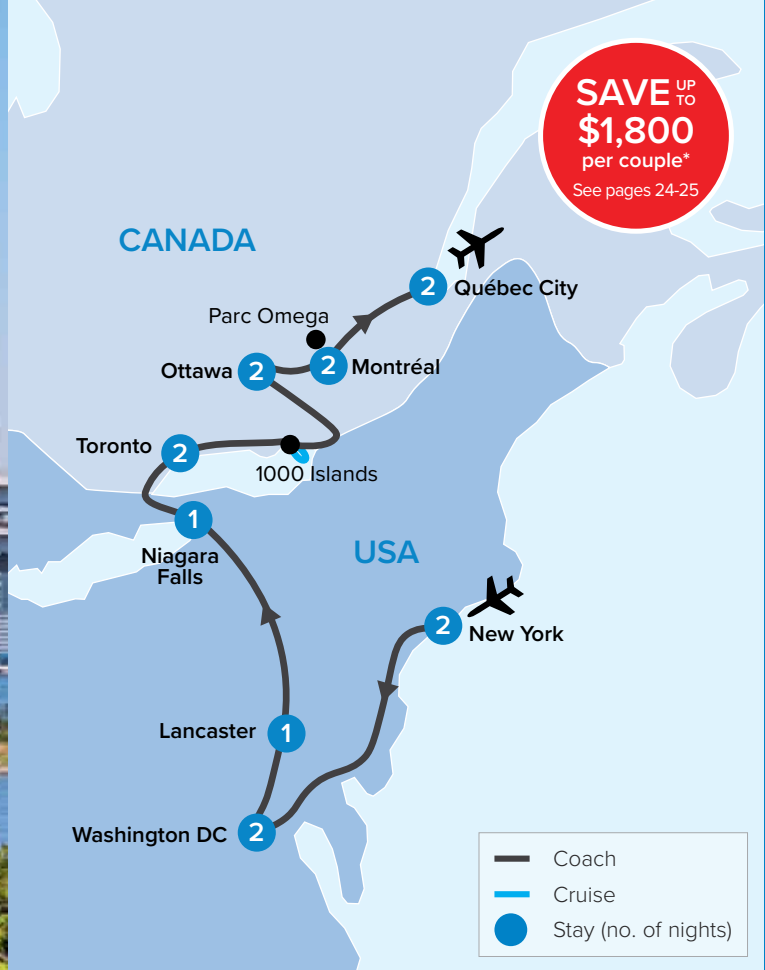 SAVE UP TO
$1,800
per couple*
See pages 24-25
CANADA
2
Québec City
Parc Omega
Ottawa
2
2
Montréal
Toronto
2
1000 Islands
1
Niagara
Falls
USA
2
New York
Lancaster
1
Washington DC
2
Coach
Cruise
Stay (no. of nights)